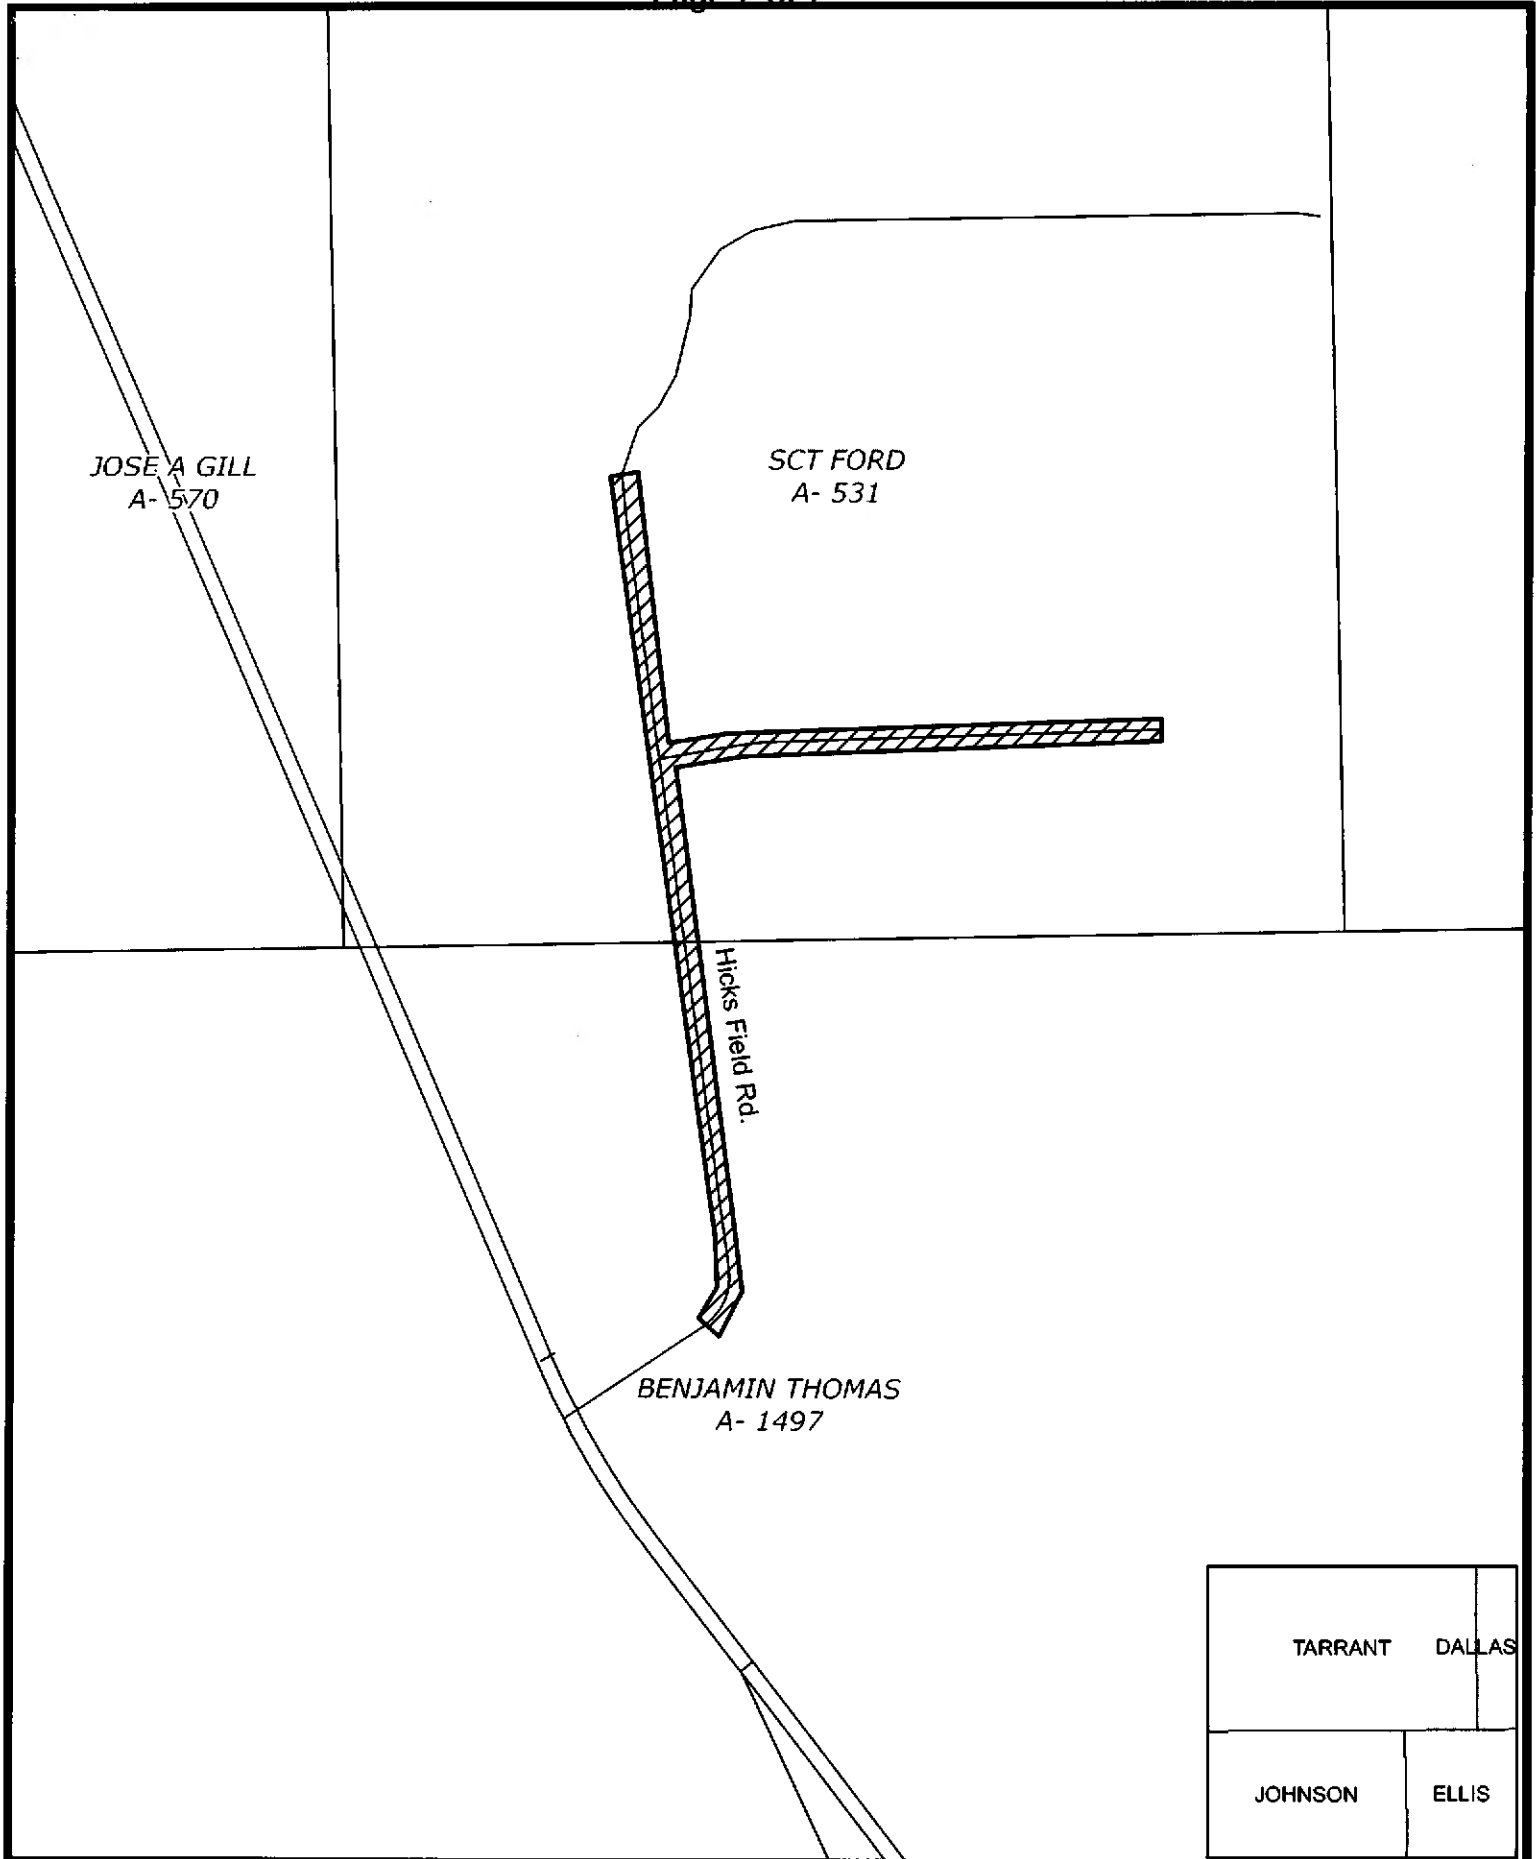 JOSE A GILL
A- 570
SCT FORD
A- 531
Hicks Field Rd.
BENJAMIN THOMAS
A- 1497
TARRANT
DALLAS
JOHNSON
ELLIS